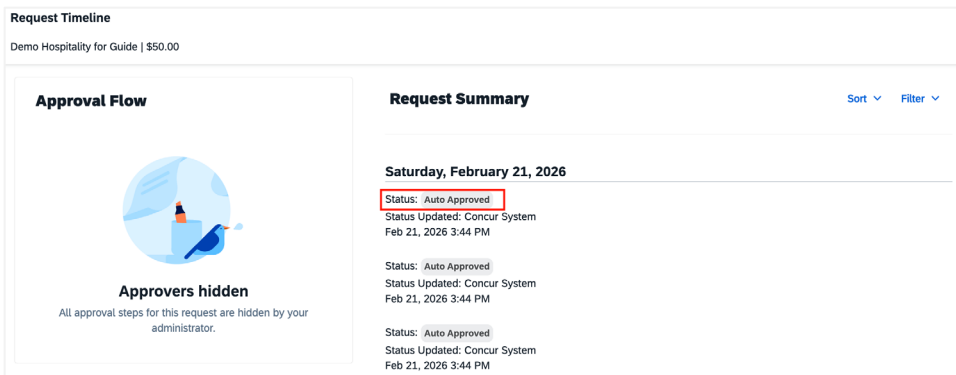 Request Timeline
Demo Hospitality for Guide | $50.00
Approval Flow
Approvers hidden
All approval steps for this request are hidden by your
administrator.
Request Summary
Sort
Filter
Saturday, February 21, 2026
Status: Auto Approved
Status Updated: Concur System
Feb 21, 2026 3:44 PM
Status: Auto Approved
Status Updated: Concur System
Feb 21, 2026 3:44 PM
Status: Auto Approved
Status Updated: Concur System
Feb 21, 2026 3:44 PM